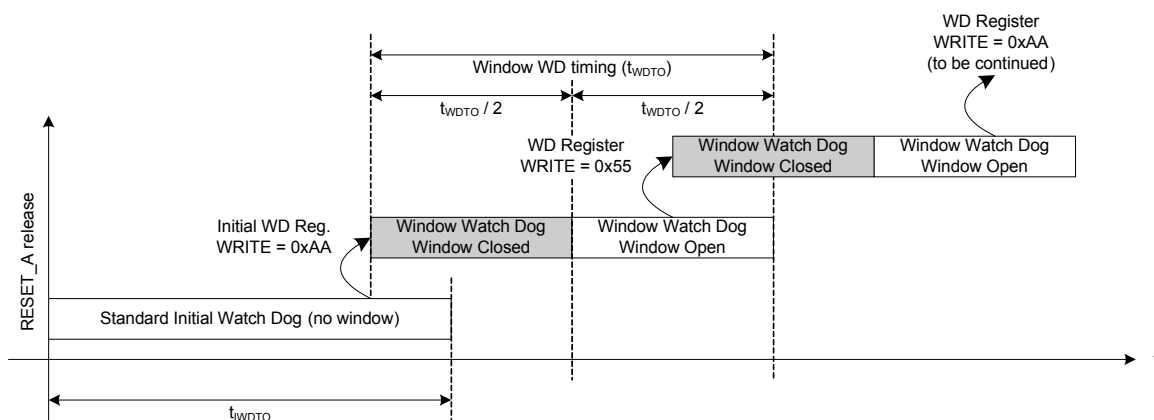 WD Register
WRITE = 0xAA
(to be continued)
Window WD timing (tWDTO)
tWDTO / 2
tWDTO / 2
WD Register
WRITE = 0x55
Window Watch Dog
Window Closed
Window Watch Dog
Window Open
Initial WD Reg.
WRITE = 0xAA
Window Watch Dog
Window Closed
Window Watch Dog
Window Open
RESET_A release
Standard Initial Watch Dog (no window)
tIWDTO